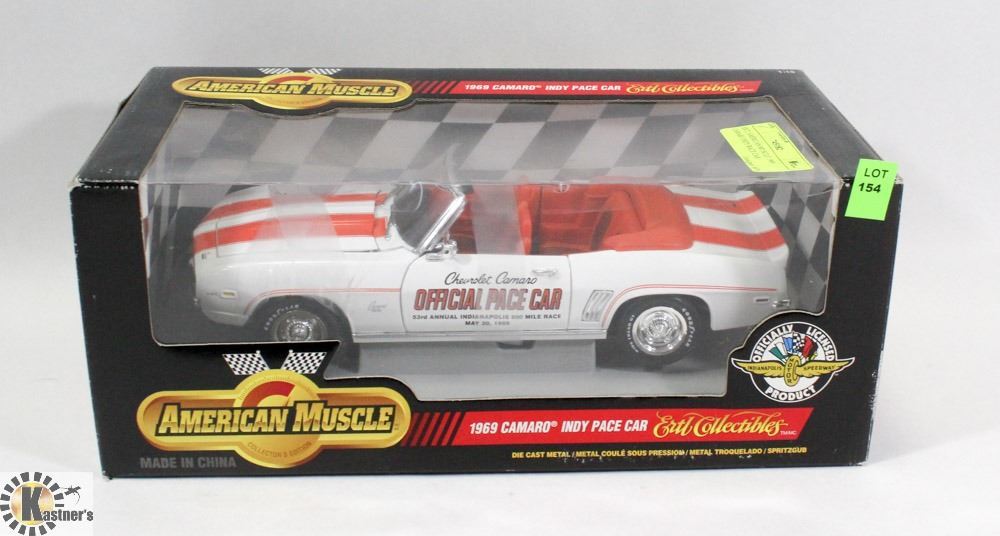 AMERICAN MUSCLE
1969 CAMARO® INDY PACE CAR Ertl Collectibles
LOT
154
Chevrolet Camaro
OFFICIAL PACE CAR
53rd ANNUAL INDIANAPOLIS 500 MILE RACE
MAY 30, 1969
OFFICIALLY LICENSED
INDIANAPOLIS MOTOR SPEEDWAY
PRODUCT
AMERICAN MUSCLE
COLLECTOR'S EDITION
1969 CAMARO® INDY PACE CAR Ertl Collectibles TM/MC
MADE IN CHINA
DIE CAST METAL / METAL COULÉ SOUS PRESSION / METAL TROQUELADO / SPRITZGUB
Kastner's